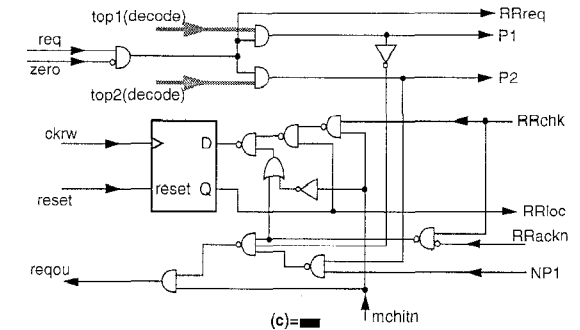 top1(decode)
RRreq
req
P1
zero
top2(decode)
P2
ckrw
D
RRchk
reset
reset Q
RRloc
RRackn
reqou
NP1
mchitn
(c)=